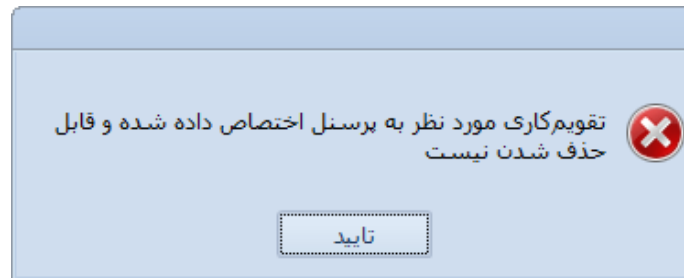 تقویم‌کاری مورد نظر به پرسنل اختصاص داده شده و قابل
حذف شدن نیست
تایید